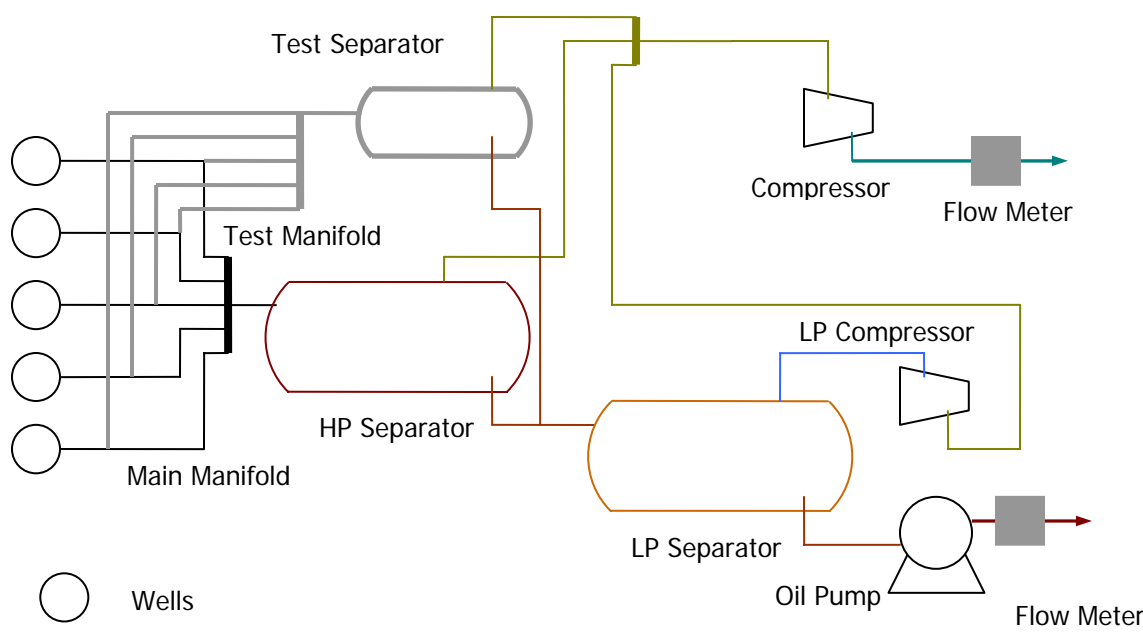 Test Separator
Compressor
Flow Meter
Test Manifold
LP Compressor
HP Separator
Main Manifold
LP Separator
Oil Pump
Wells
Flow Meter